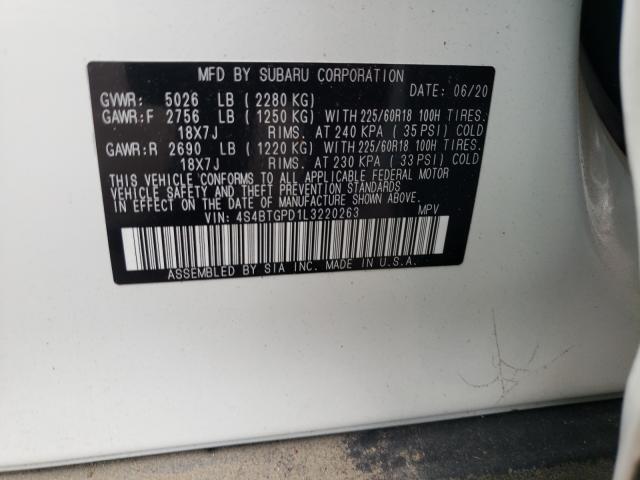 MFD BY SUBARU CORPORATION
DATE: 06/20
GVWR: 5026 LB ( 2280 KG)
GAWR:F 2756 LB ( 1250 KG) WITH 225/60R18 100H TIRES.
18X7J RIMS. AT 240 KPA ( 35 PSI) COLD
GAWR:R 2690 LB ( 1220 KG) WITH 225/60R18 100H TIRES.
18X7J RIMS. AT 230 KPA ( 33 PSI) COLD
THIS VEHICLE CONFORMS TO ALL APPLICABLE FEDERAL MOTOR
VEHICLE SAFETY AND THEFT PREVENTION STANDARDS
IN EFFECT ON THE DATE OF MANUFACTURE SHOWN ABOVE.
VIN: 4S4BTGPD1L3220263 MPV
ASSEMBLED BY SIA INC. MADE IN U.S.A.